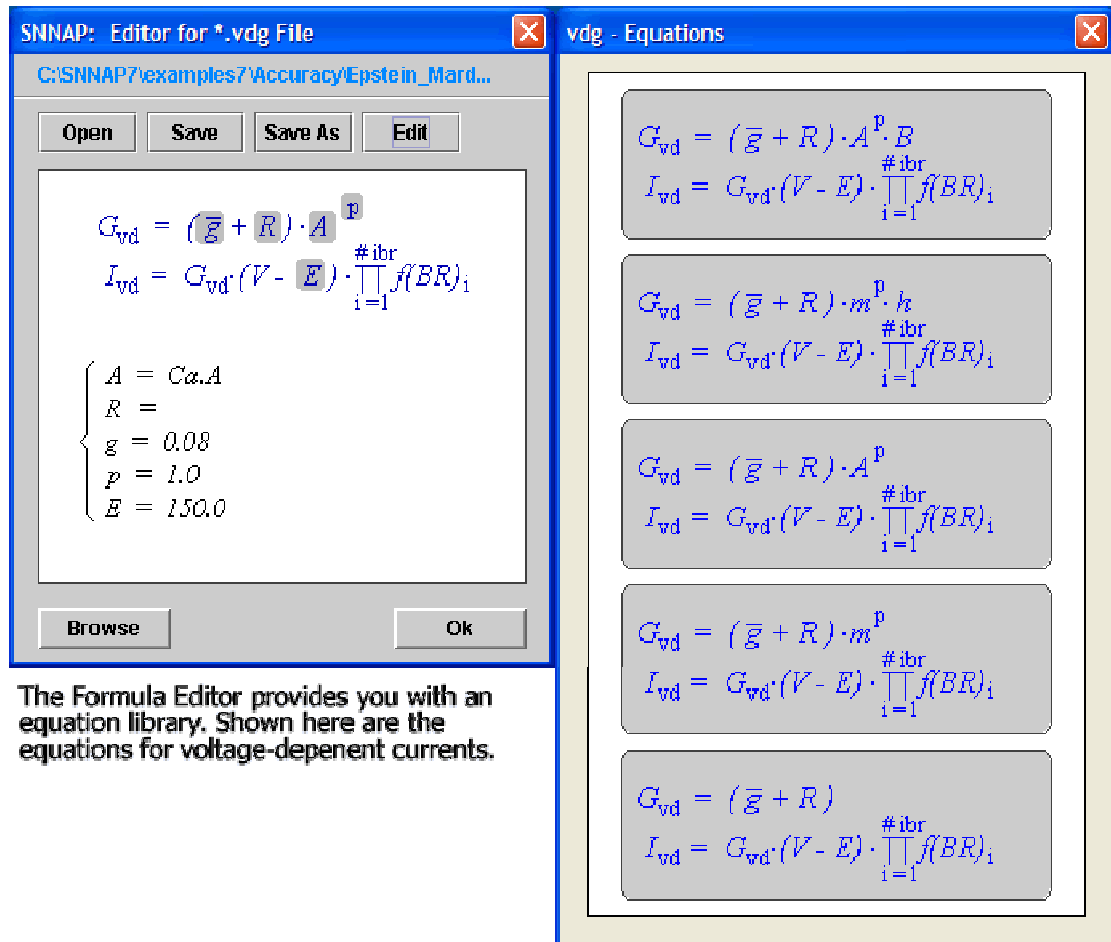 SNNAP: Editor for *.vdg File
C:\SNNAP7\examples7\Accuracy\Epstein_Mard...
Open Save Save As Edit
G_vd = (g̅ + R)·A^p
I_vd = G_vd·(V - E)·∏_{i=1}^{# ibr} f(BR)_i
A = Ca.A
R =
g = 0.08
p = 1.0
E = 150.0
Browse Ok
The Formula Editor provides you with an
equation library. Shown here are the
equations for voltage-depenent currents.
vdg - Equations
G_vd = (g̅ + R)·A^p·B
I_vd = G_vd·(V - E)·∏_{i=1}^{# ibr} f(BR)_i
G_vd = (g̅ + R)·m^p·h
I_vd = G_vd·(V - E)·∏_{i=1}^{# ibr} f(BR)_i
G_vd = (g̅ + R)·A^p
I_vd = G_vd·(V - E)·∏_{i=1}^{# ibr} f(BR)_i
G_vd = (g̅ + R)·m^p
I_vd = G_vd·(V - E)·∏_{i=1}^{# ibr} f(BR)_i
G_vd = (g̅ + R)
I_vd = G_vd·(V - E)·∏_{i=1}^{# ibr} f(BR)_i